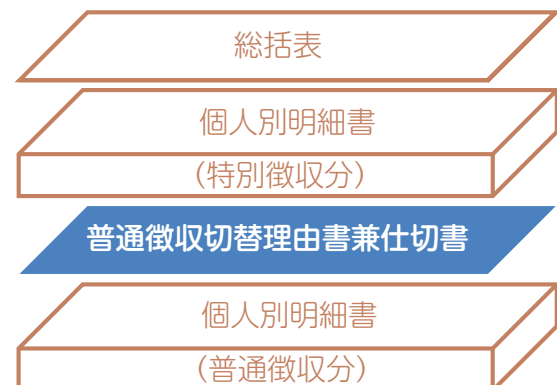 総括表
個人別明細書
(特別徴収分)
普通徴収切替理由書兼仕切書
個人別明細書
(普通徴収分)